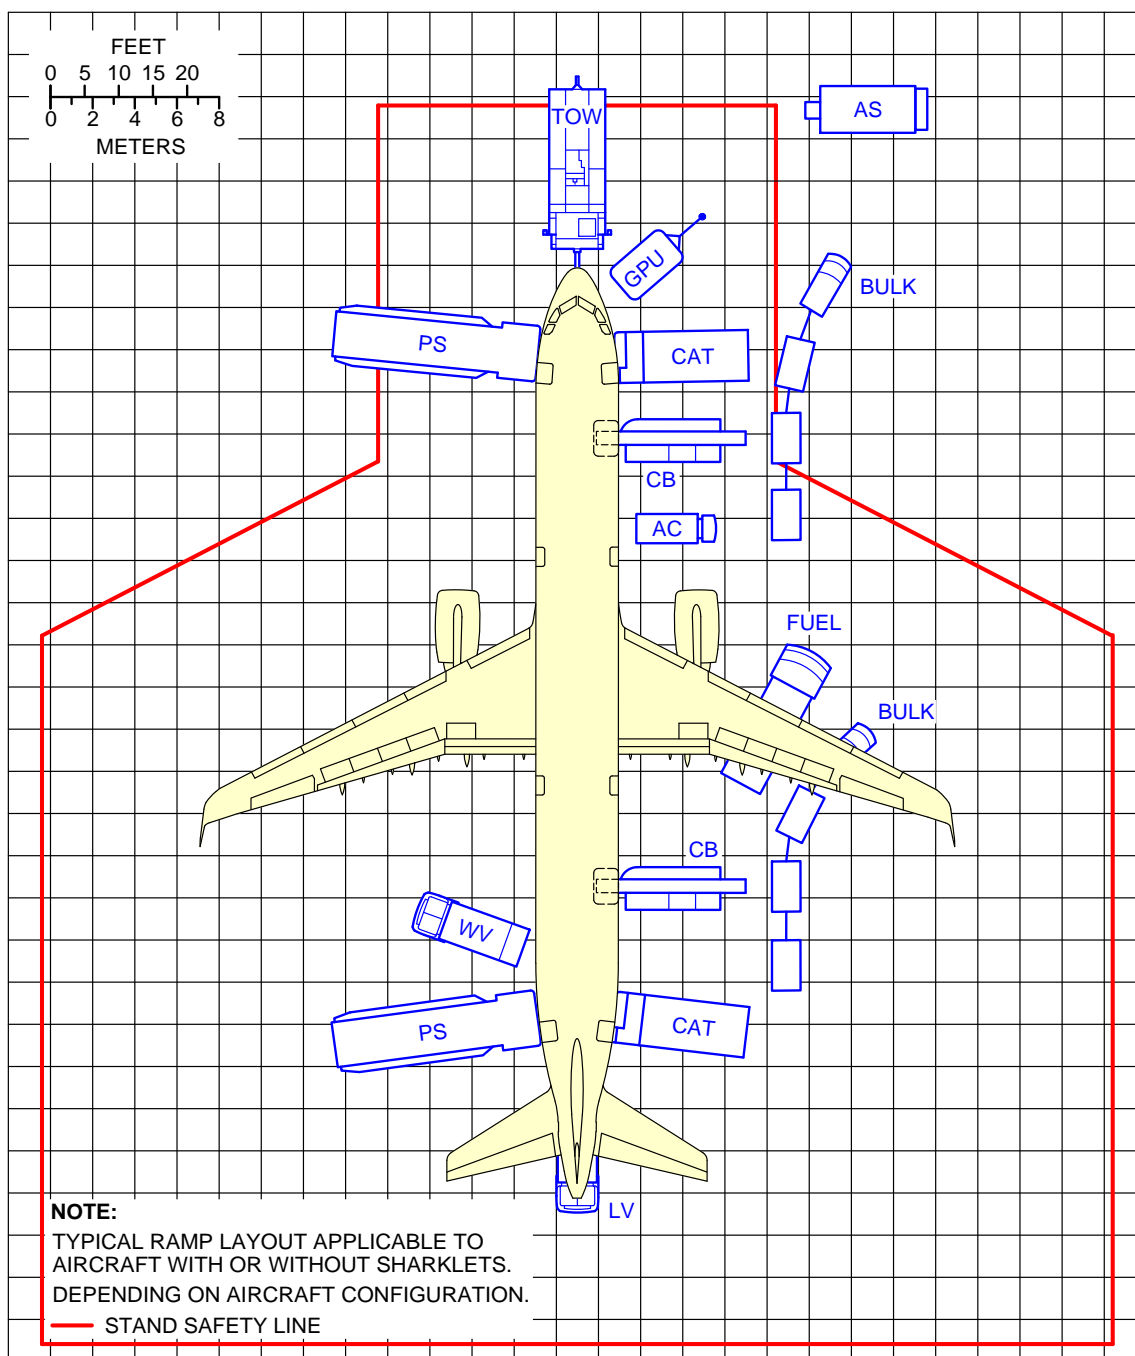 FEET
0 5 10 15 20
0 2 4 6 8
METERS
TOW
AS
GPU
BULK
PS
CAT
CB
AC
FUEL
BULK
CB
WV
PS
CAT
LV
NOTE:
TYPICAL RAMP LAYOUT APPLICABLE TO
AIRCRAFT WITH OR WITHOUT SHARKLETS.
DEPENDING ON AIRCRAFT CONFIGURATION.
STAND SAFETY LINE